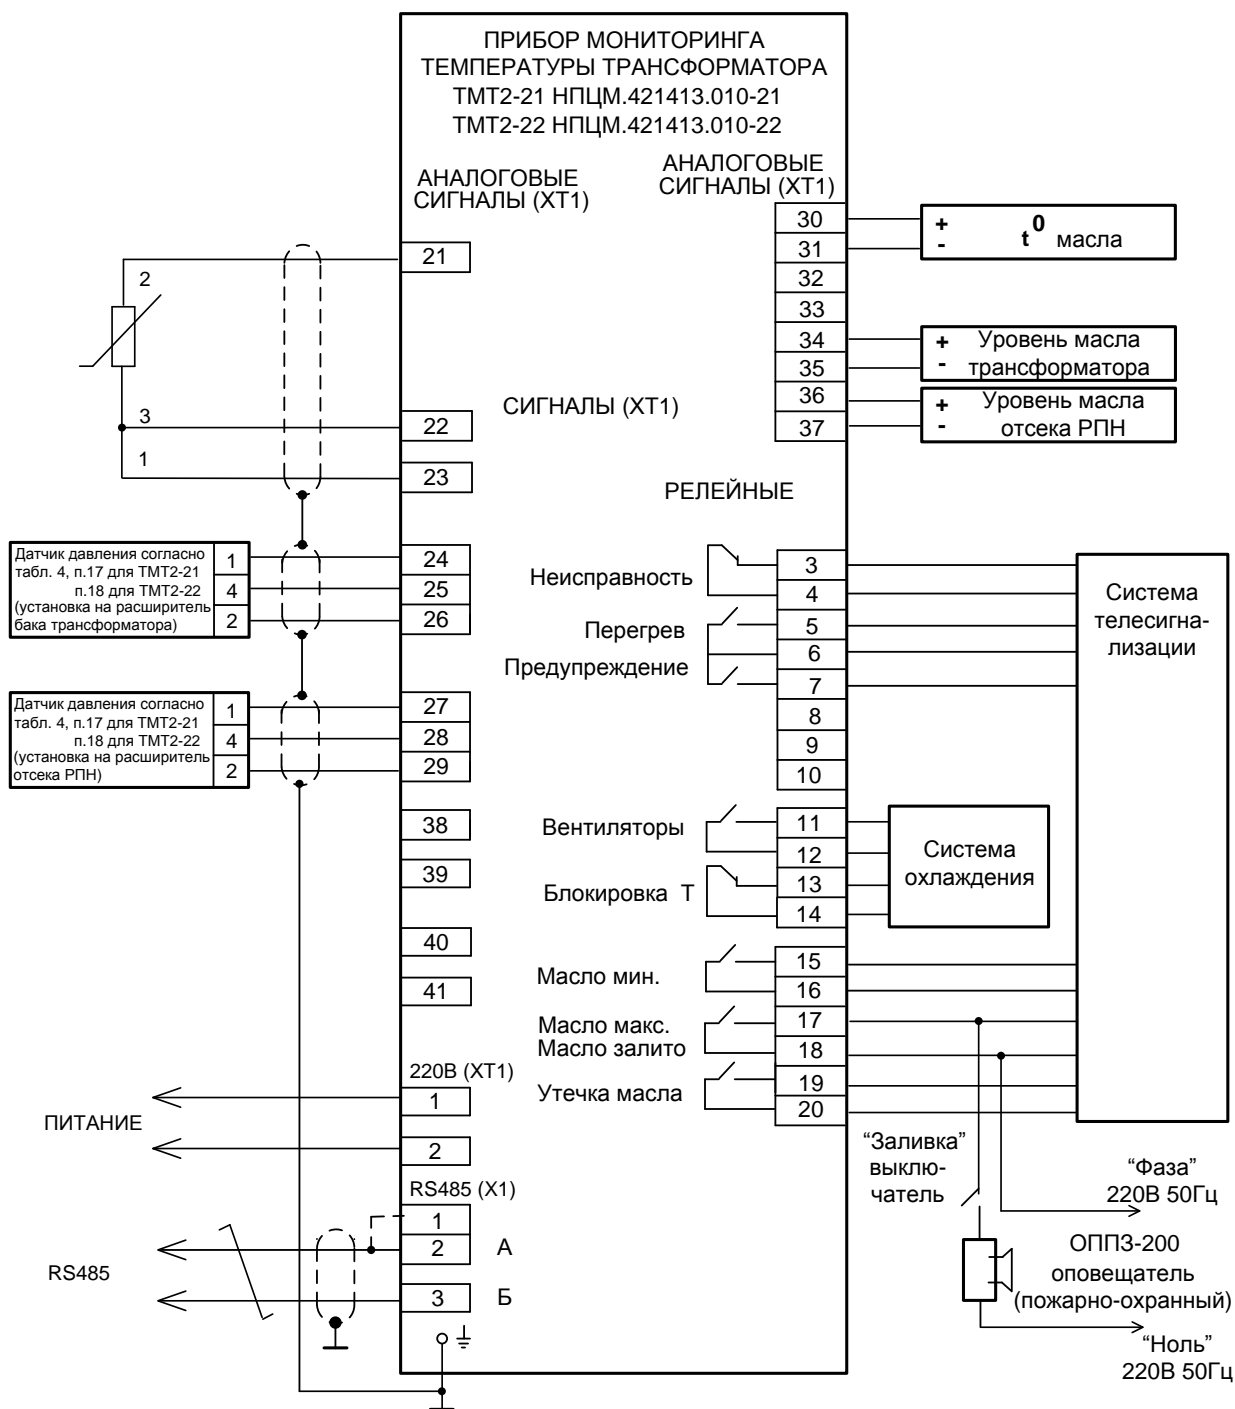 ПРИБОР МОНИТОРИНГА
ТЕМПЕРАТУРЫ ТРАНСФОРМАТОРА
ТМТ2-21 НПЦМ.421413.010-21
ТМТ2-22 НПЦМ.421413.010-22
АНАЛОГОВЫЕ
СИГНАЛЫ (XT1)
21
2
3
22
1
23
СИГНАЛЫ (XT1)
Датчик давления согласно
табл. 4, п.17 для ТМТ2-21
п.18 для ТМТ2-22
(установка на расширитель
бака трансформатора)
1
4
2
24
25
26
Датчик давления согласно
табл. 4, п.17 для ТМТ2-21
п.18 для ТМТ2-22
(установка на расширитель
отсека РПН)
1
4
2
27
28
29
38
39
40
41
220В (XT1)
ПИТАНИЕ
1
2
RS485 (X1)
RS485
1
2 А
3 Б
АНАЛОГОВЫЕ
СИГНАЛЫ (XT1)
30
31
32
33
34
35
36
37
+
-
t0 масла
+ Уровень масла
- трансформатора
+ Уровень масла
- отсека РПН
РЕЛЕЙНЫЕ
Неисправность
3
4
Перегрев
5
6
Предупреждение
7
8
9
10
Вентиляторы
11
12
Блокировка Т
13
14
Масло мин.
15
16
Масло макс.
Масло залито
17
18
Утечка масла
19
20
Система
телесигна-
лизации
Система
охлаждения
“Заливка”
выклю-
чатель
“Фаза”
220В 50Гц
ОППЗ-200
оповещатель
(пожарно-охранный)
“Ноль”
220В 50Гц